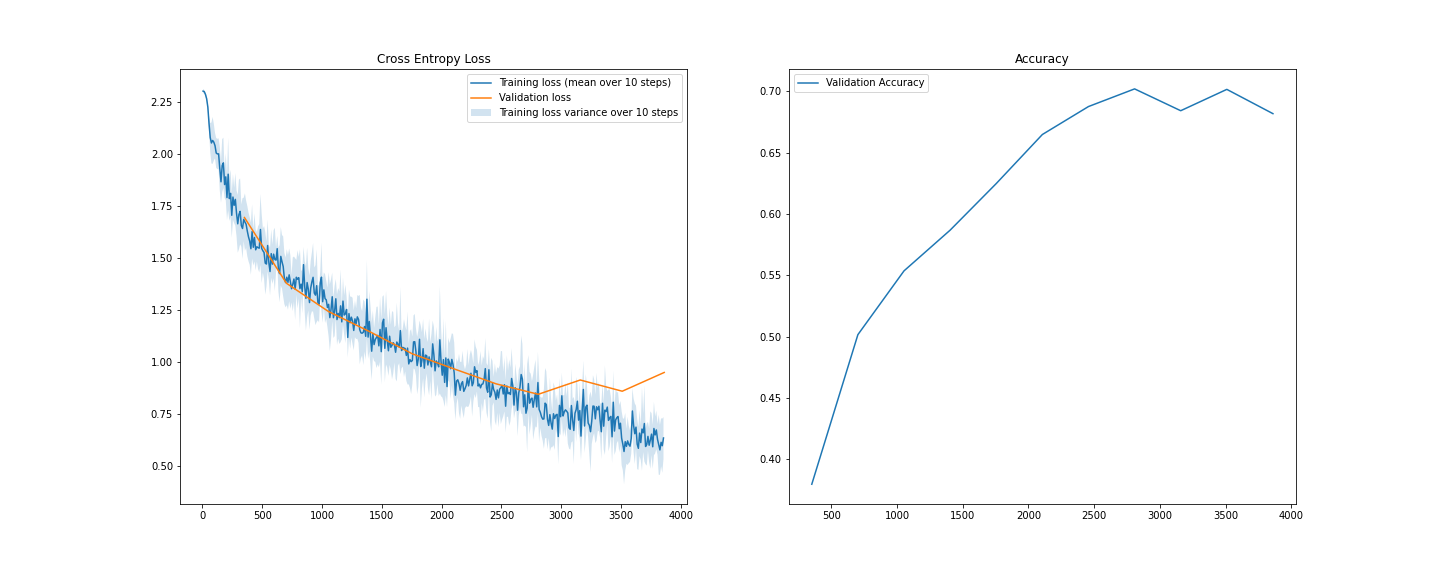 Cross Entropy Loss
Training loss (mean over 10 steps)
Validation loss
Training loss variance over 10 steps
2.25
2.00
1.75
1.50
1.25
1.00
0.75
0.50
0 500 1000 1500 2000 2500 3000 3500 4000
Accuracy
Validation Accuracy
0.70
0.65
0.60
0.55
0.50
0.45
0.40
500 1000 1500 2000 2500 3000 3500 4000